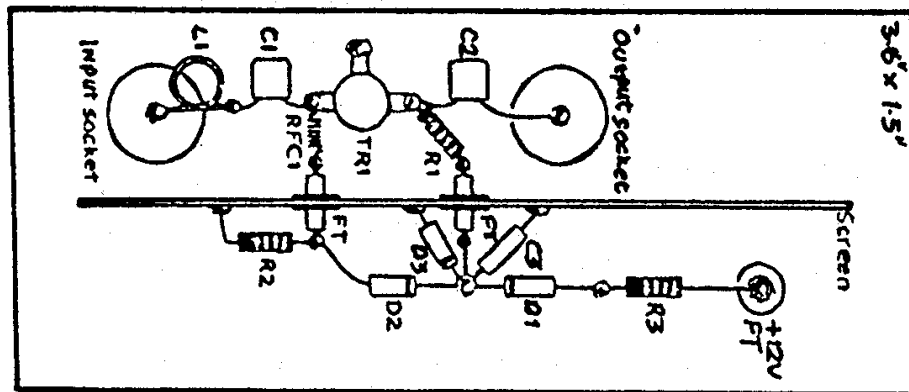 3·6" x 1·5"
Input socket
L1
C1
RFC1
TR1
C2
R1
Output socket
Screen
FT
FT
R2
D3
C3
D2
D1
R3
+12V
FT